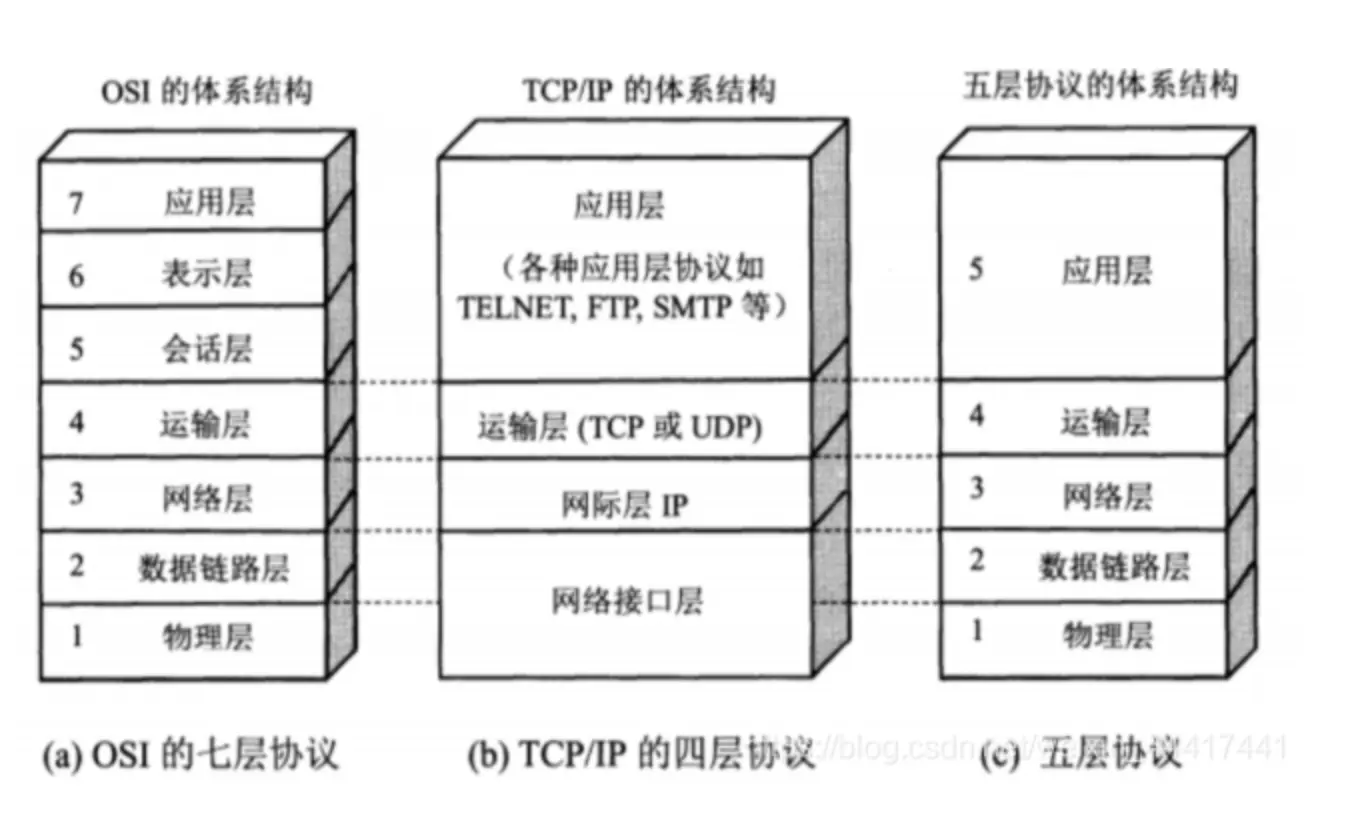 OSI 的体系结构
7 应用层
6 表示层
5 会话层
4 运输层
3 网络层
2 数据链路层
1 物理层
(a) OSI 的七层协议
TCP/IP 的体系结构
应用层
（各种应用层协议如
TELNET, FTP, SMTP 等）
运输层 (TCP 或 UDP)
网际层 IP
网络接口层
(b) TCP/IP 的四层协议
五层协议的体系结构
5 应用层
4 运输层
3 网络层
2 数据链路层
1 物理层
(c) 五层协议